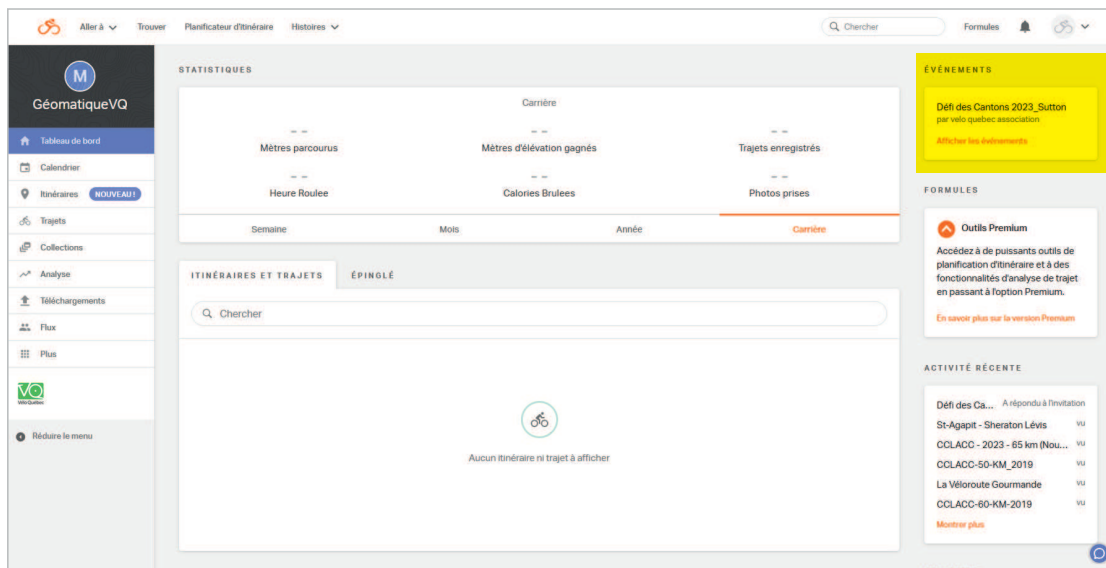 Aller à
Trouver
Planificateur d'itinéraire
Histoires
Chercher
Formules
M
GéomatiqueVQ
Tableau de bord
Calendrier
Itinéraires NOUVEAU !
Trajets
Collections
Analyse
Téléchargements
Flux
Plus
VQ
Vélo Québec
Réduire le menu
STATISTIQUES
Carrière
-- -- --
Mètres parcourus Mètres d'élévation gagnés Trajets enregistrés
-- -- --
Heure Roulee Calories Brulees Photos prises
Semaine Mois Année Carrière
ITINÉRAIRES ET TRAJETS ÉPINGLÉ
Chercher
Aucun itinéraire ni trajet à afficher
ÉVÉNEMENTS
Défi des Cantons 2023_Sutton
par velo quebec association
Afficher les événements
FORMULES
Outils Premium
Accédez à de puissants outils de
planification d'itinéraire et à des
fonctionnalités d'analyse de trajet
en passant à l'option Premium.
En savoir plus sur la version Premium
ACTIVITÉ RÉCENTE
Défi des Ca... A répondu à l'invitation
St-Agapit - Sheraton Lévis vu
CCLACC - 2023 - 65 km (Nou... vu
CCLACC-50-KM_2019 vu
La Véloroute Gourmande vu
CCLACC-60-KM-2019 vu
Montrer plus